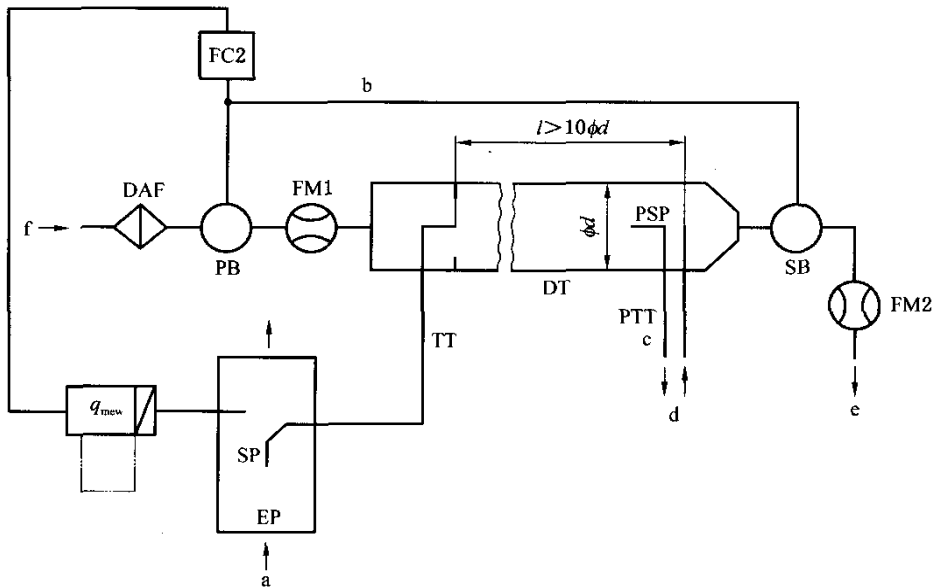 FC2
b
l>10ϕd
DAF
FM1
f
PB
ϕd
PSP
SB
DT
FM2
TT
PTT
c
q_mew
d
e
SP
EP
a